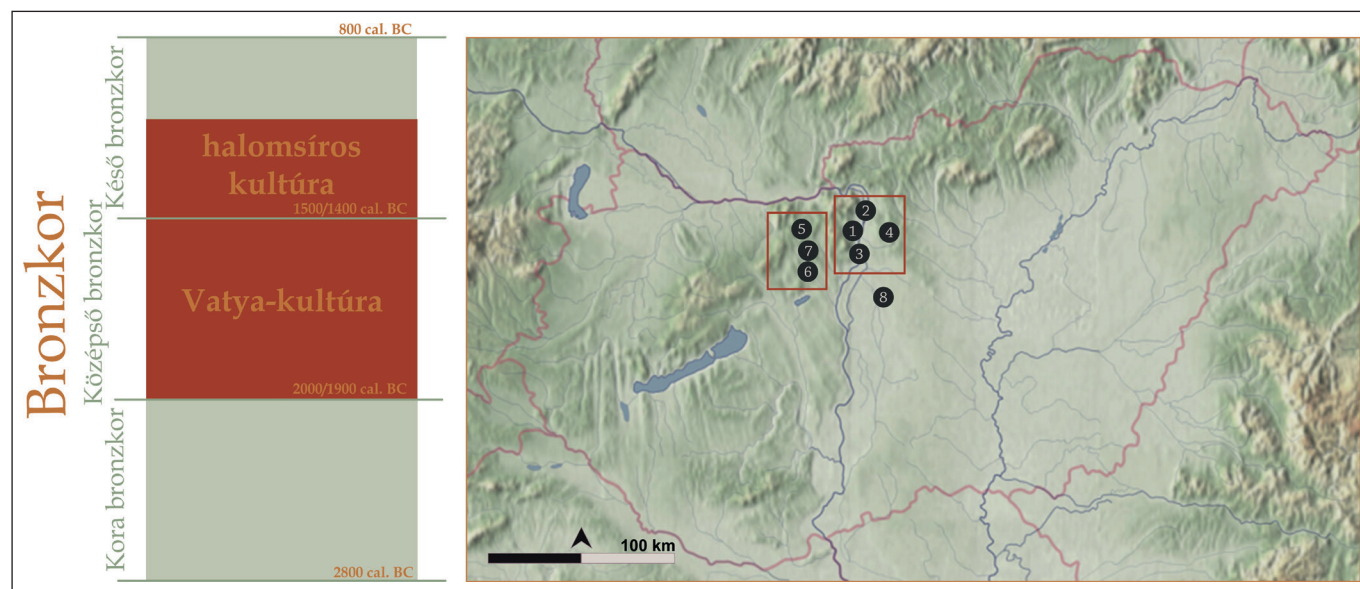 Bronzkor
Késő bronzkor
Középső bronzkor
Kora bronzkor
800 cal. BC
halomsíros
kultúra
1500/1400 cal. BC
Vatya-kultúra
2000/1900 cal. BC
2800 cal. BC
2
1
4
5
3
7
6
8
100 km